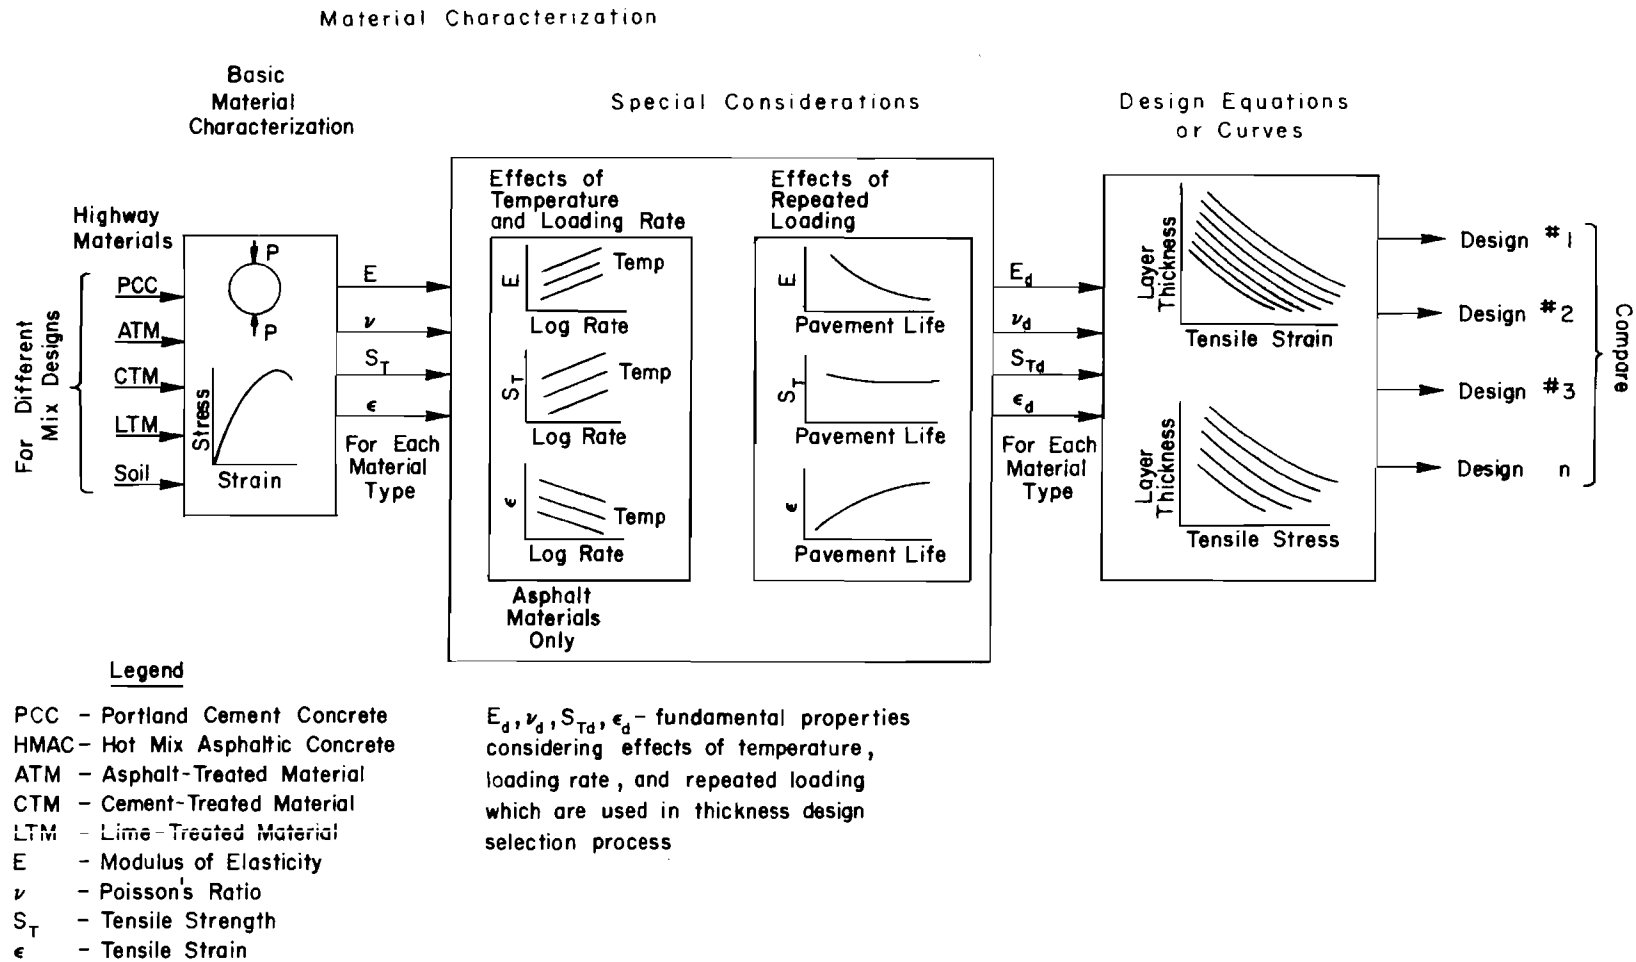 Material Characterization
Basic
Material
Characterization
Special Considerations
Design Equations
or Curves
Highway
Materials
For Different
Mix Designs
PCC
ATM
CTM
LTM
Soil
P
P
Stress
Strain
E
ν
S_T
ϵ
For Each
Material
Type
Effects of
Temperature
and Loading Rate
E
Temp
Log Rate
S_T
Temp
Log Rate
ϵ
Temp
Log Rate
Asphalt
Materials
Only
Effects of
Repeated
Loading
E
Pavement Life
S_T
Pavement Life
ϵ
Pavement Life
E_d
ν_d
S_Td
ϵ_d
For Each
Material
Type
Layer
Thickness
Tensile Strain
Layer
Thickness
Tensile Stress
Design #1
Design #2
Design #3
Design n
Compare
Legend
PCC - Portland Cement Concrete
HMAC - Hot Mix Asphaltic Concrete
ATM - Asphalt-Treated Material
CTM - Cement-Treated Material
LTM - Lime-Treated Material
E - Modulus of Elasticity
ν - Poisson's Ratio
S_T - Tensile Strength
ϵ - Tensile Strain
E_d, ν_d, S_Td, ϵ_d - fundamental properties
considering effects of temperature,
loading rate, and repeated loading
which are used in thickness design
selection process